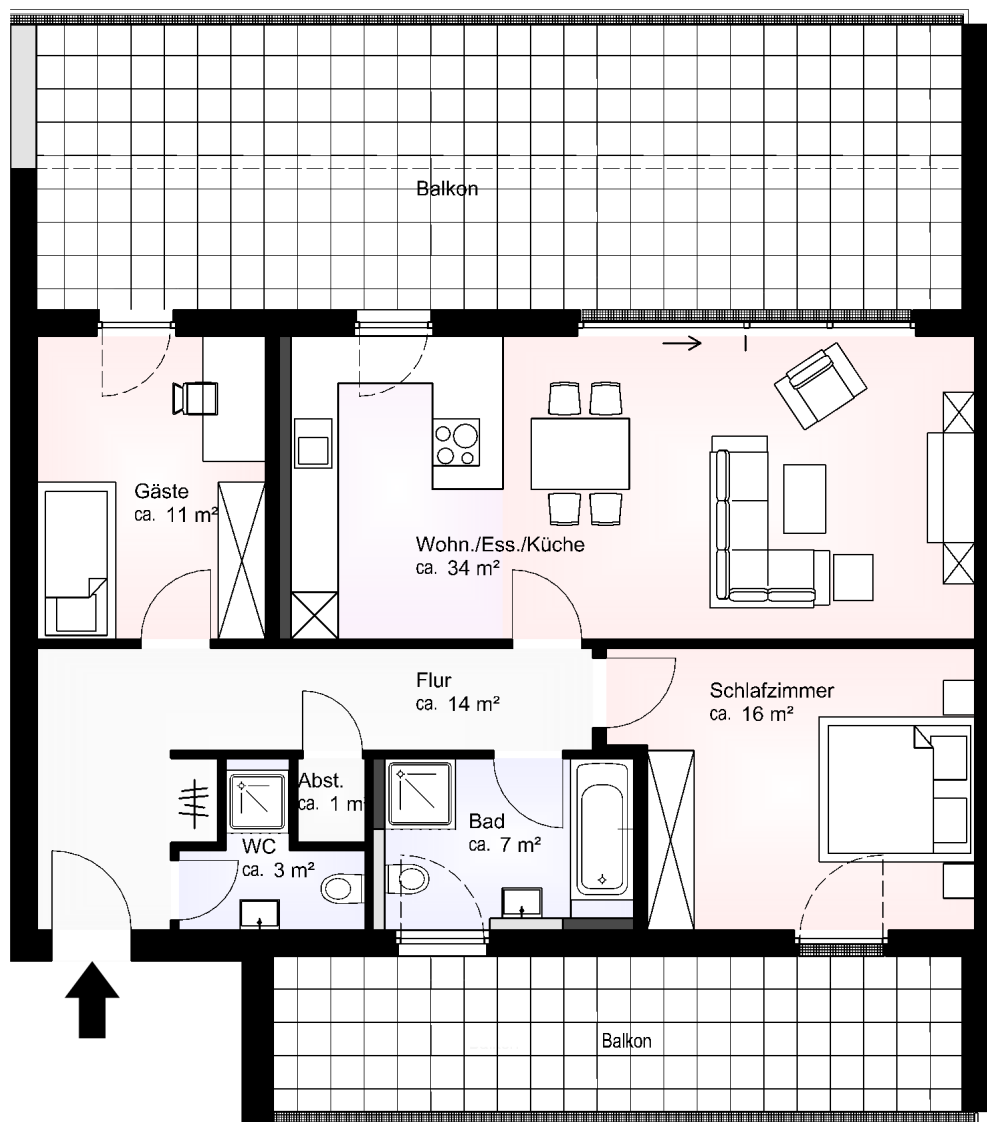 Balkon
Gäste
ca. 11 m²
Wohn./Ess./Küche
ca. 34 m²
Flur
ca. 14 m²
Schlafzimmer
ca. 16 m²
Abst.
ca. 1 m²
WC
ca. 3 m²
Bad
ca. 7 m²
Balkon